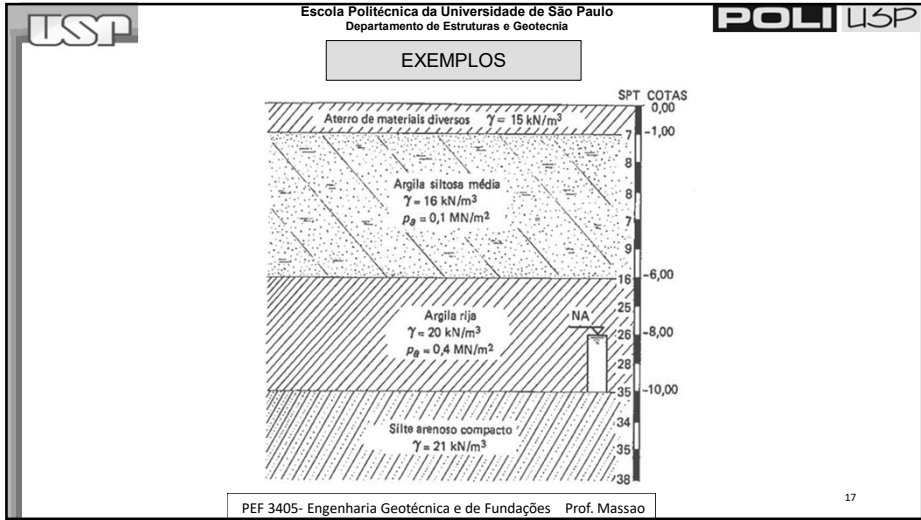 Escola Politécnica da Universidade de São Paulo
Departamento de Estruturas e Geotecnia
USP
POLI USP
EXEMPLOS
SPT COTAS
0,00
Aterro de materiais diversos γ = 15 kN/m³
7 -1,00
8
Argila siltosa média
γ = 16 kN/m³
8
pa = 0,1 MN/m²
7
9
16 -6,00
25
Argila rija
NA
γ = 20 kN/m³
26 -8,00
pa = 0,4 MN/m²
28
35 -10,00
34
Silte arenoso compacto
γ = 21 kN/m³
35
38
PEF 3405- Engenharia Geotécnica e de Fundações Prof. Massao
17